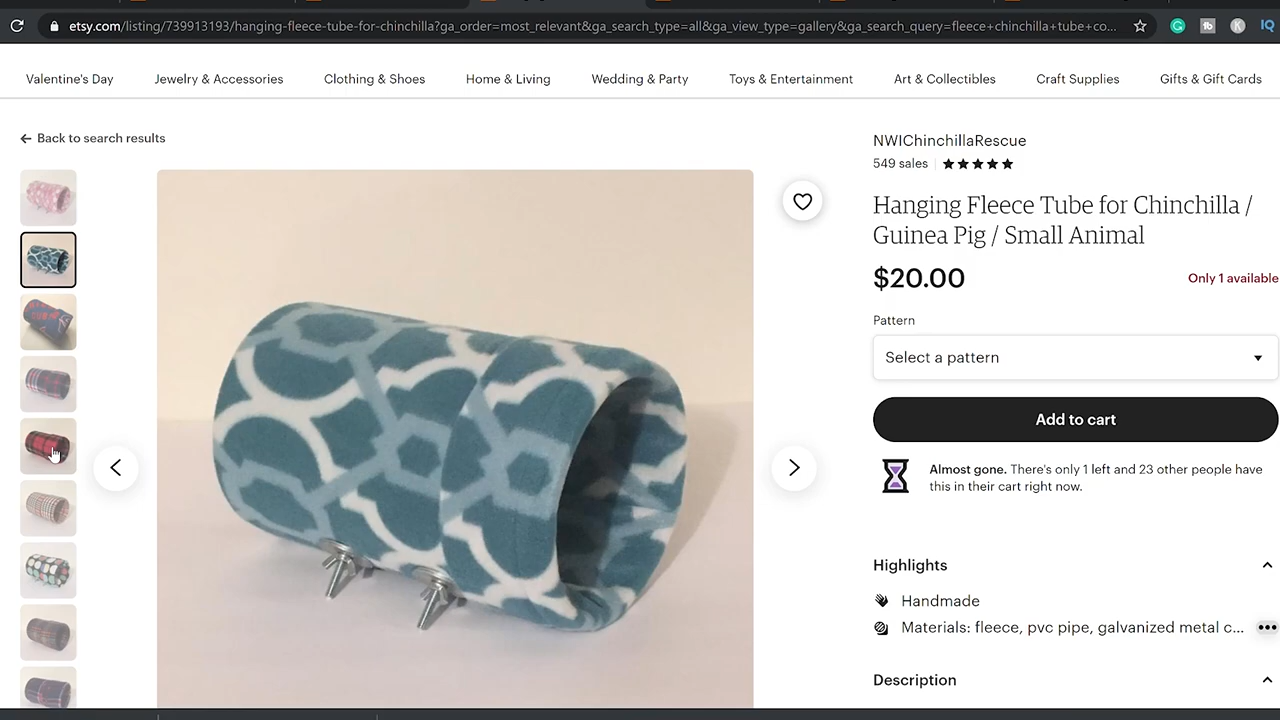 etsy.com/listing/739913193/hanging-fleece-tube-for-chinchilla?ga_order=most_relevant&ga_search_type=all&ga_view_type=gallery&ga_search_query=fleece+chinchilla+tube+co...
Valentine's Day Jewelry & Accessories Clothing & Shoes Home & Living Wedding & Party Toys & Entertainment Art & Collectibles Craft Supplies Gifts & Gift Cards
← Back to search results
NWIChinchillaRescue
549 sales ★★★★★
Hanging Fleece Tube for Chinchilla /
Guinea Pig / Small Animal
$20.00
Only 1 available
Pattern
Select a pattern
Add to cart
Almost gone. There's only 1 left and 23 other people have
this in their cart right now.
Highlights
Handmade
Materials: fleece, pvc pipe, galvanized metal c...
Description